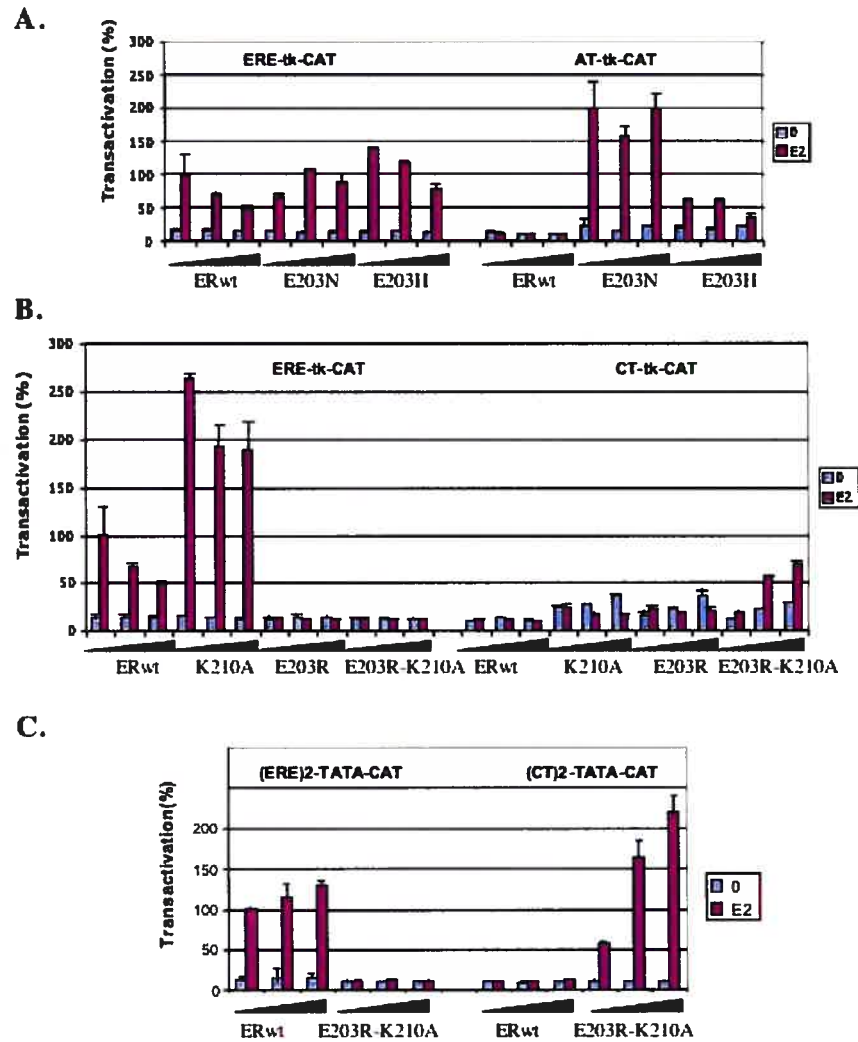 A.
Transactivation (%)
300
250
200
150
100
50
0
ERE-tk-CAT
AT-tk-CAT
0
E2
ERwt
E203N
E203H
ERwt
E203N
E203H
B.
Transactivation (%)
300
250
200
150
100
50
0
ERE-tk-CAT
CT-tk-CAT
0
E2
ERwt
K210A
E203R
E203R-K210A
ERwt
K210A
E203R
E203R-K210A
C.
Transactivation(%)
200
150
100
50
0
(ERE)2-TATA-CAT
(CT)2-TATA-CAT
0
E2
ERwt
E203R-K210A
ERwt
E203R-K210A